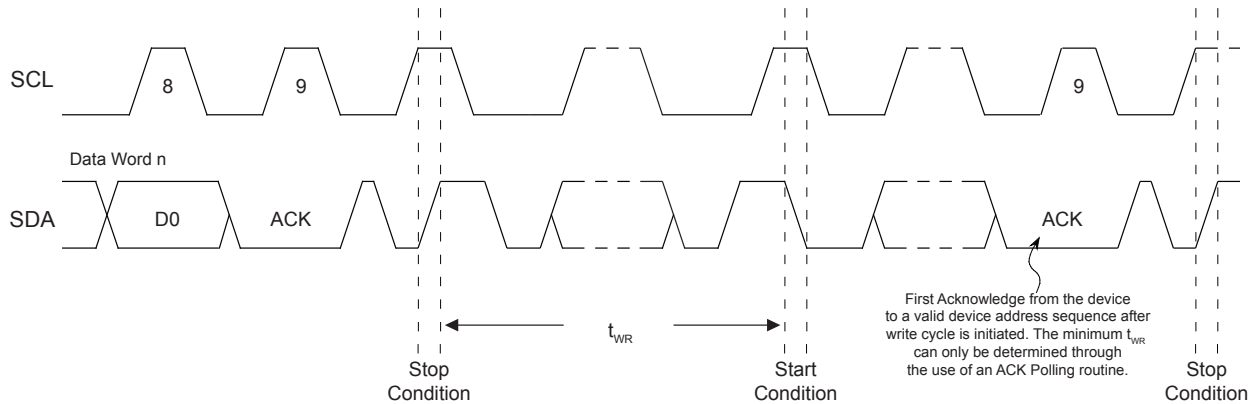 SCL
8
9
9
Data Word n
SDA
D0
ACK
ACK
First Acknowledge from the device
to a valid device address sequence after
write cycle is initiated. The minimum tWR
can only be determined through
the use of an ACK Polling routine.
tWR
Stop
Condition
Start
Condition
Stop
Condition